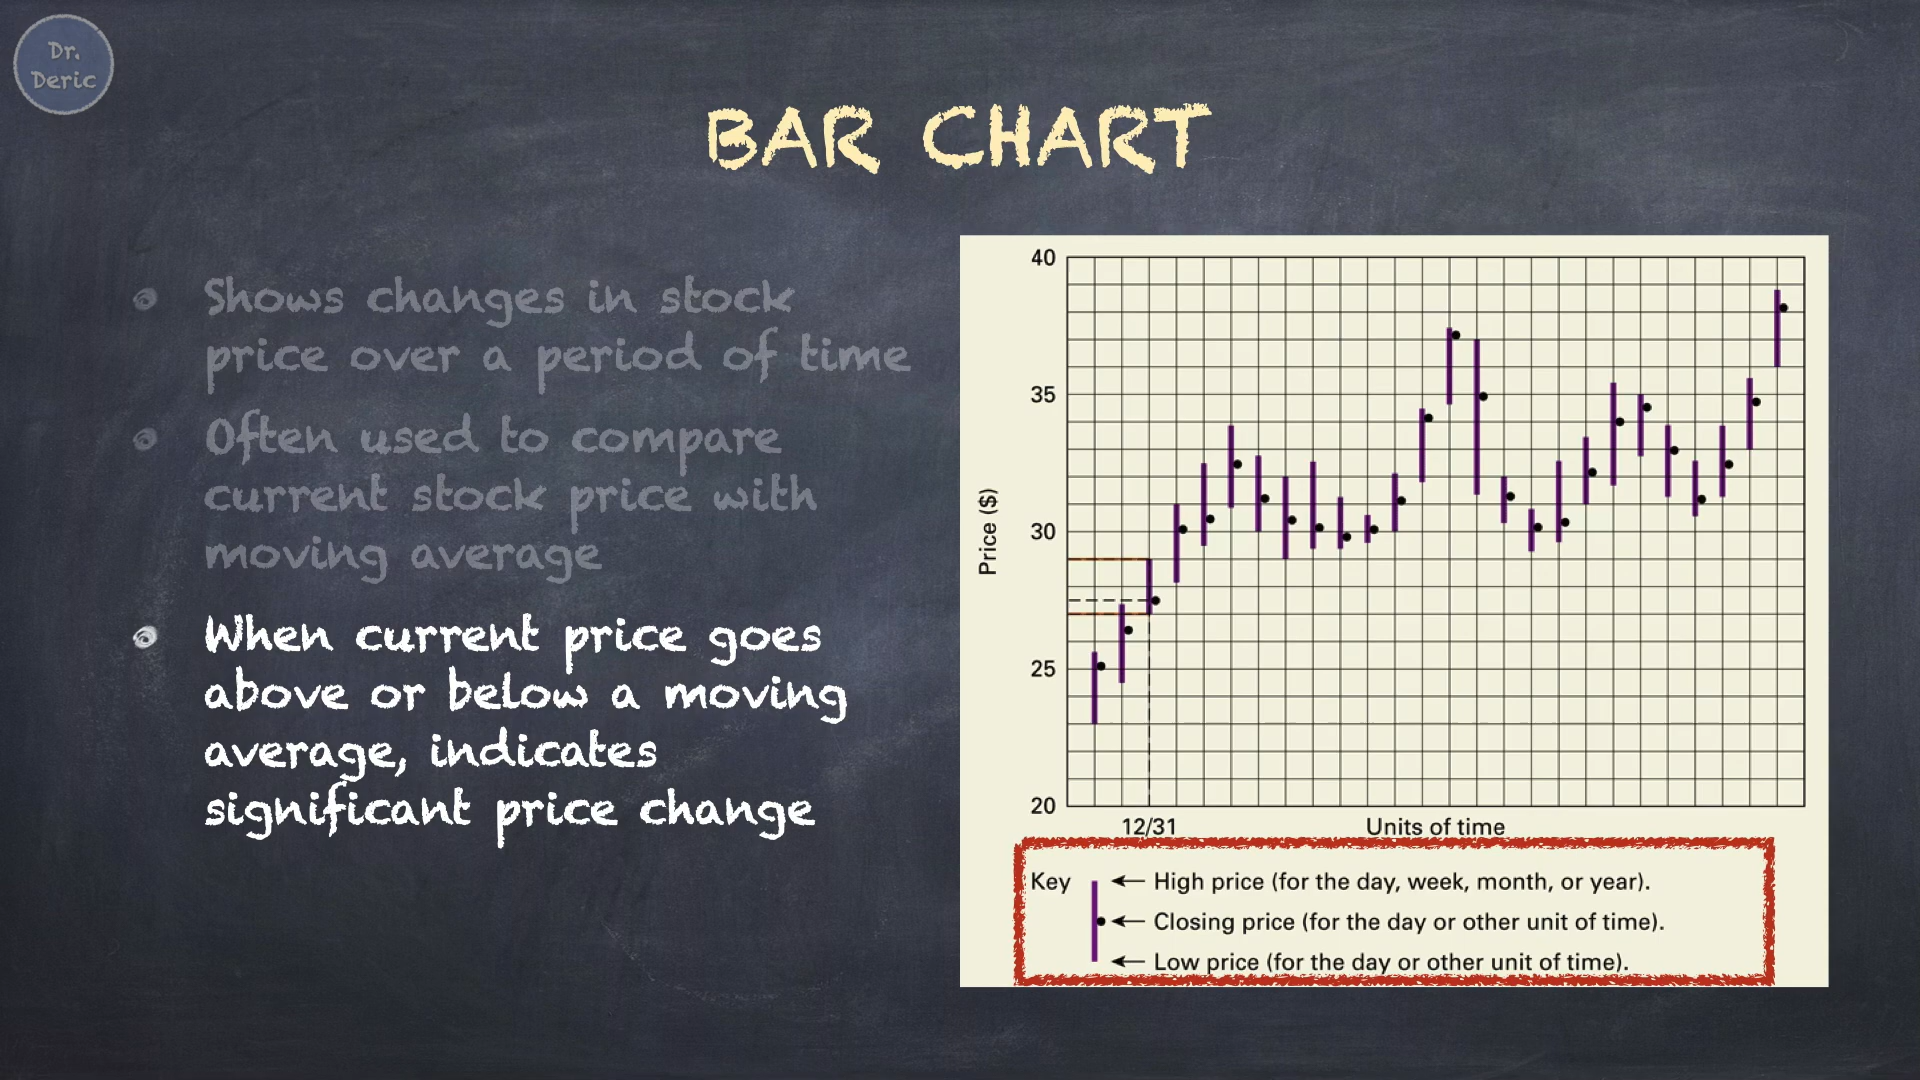 Dr.
Deric
BAR CHART
Shows changes in stock
price over a period of time
Often used to compare
current stock price with
moving average
When current price goes
above or below a moving
average, indicates
significant price change
40
35
30
25
20
Price ($)
12/31 Units of time
Key High price (for the day, week, month, or year).
Closing price (for the day or other unit of time).
Low price (for the day or other unit of time).